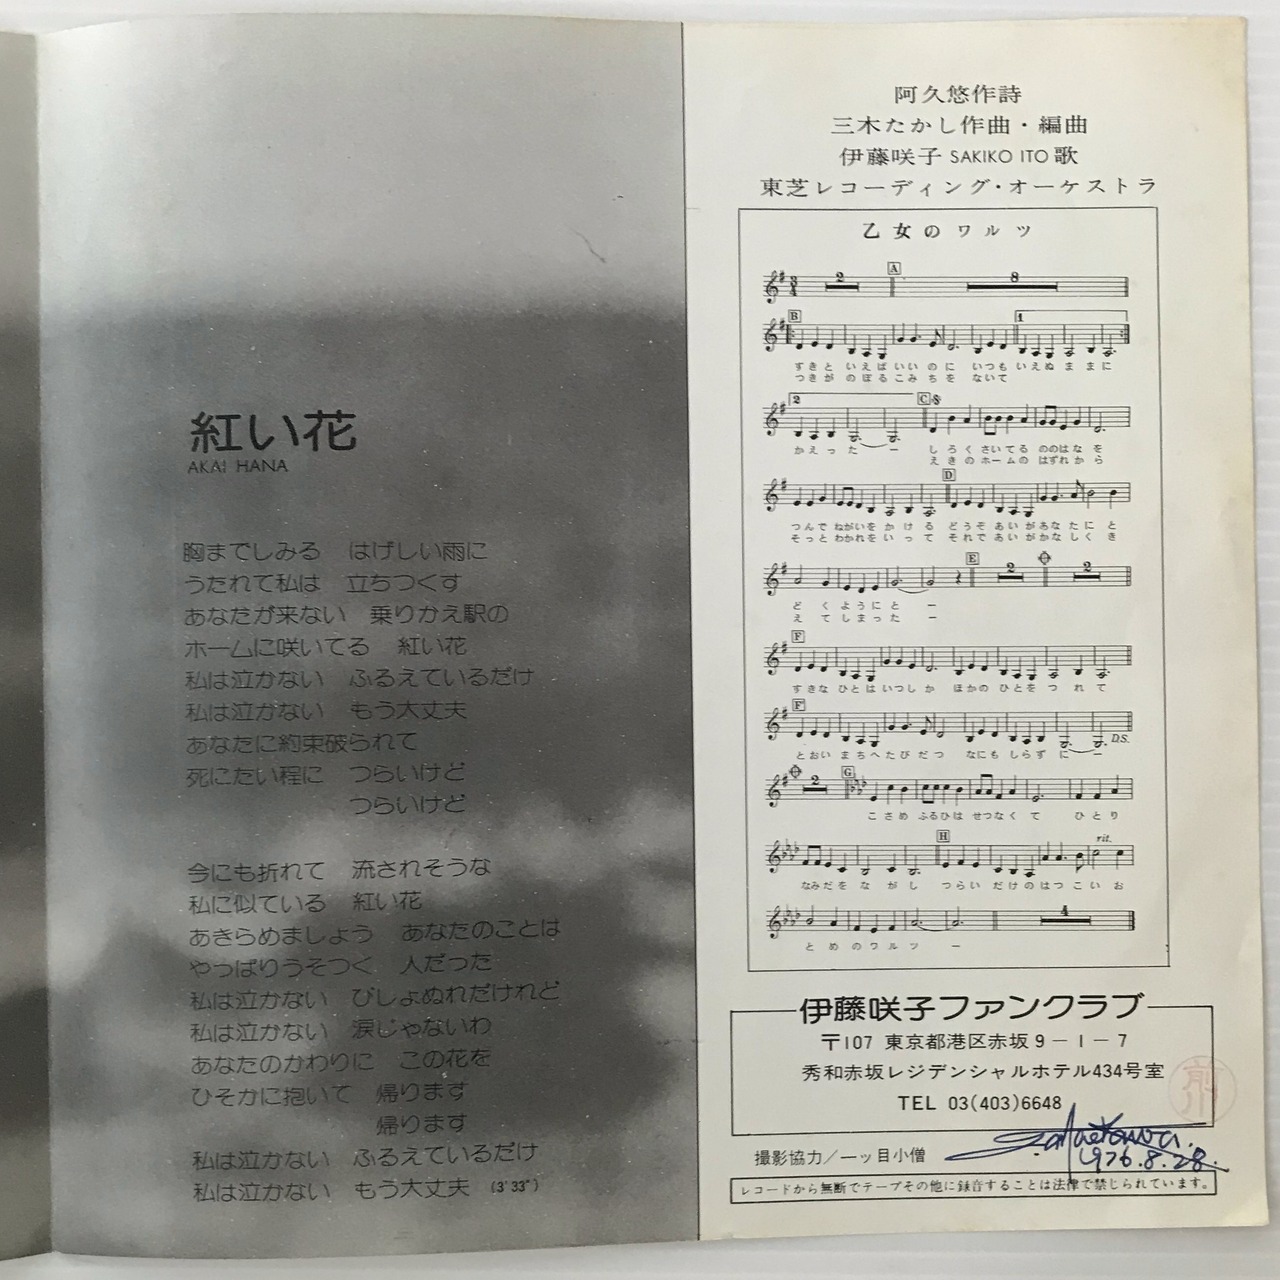 紅い花
AKAI HANA
胸までしみる　はげしい雨に
うたれて私は　立ちつくす
あなたが来ない　乗りかえ駅の
ホームに咲いてる　紅い花
私は泣かない　ふるえているだけ
私は泣かない　もう大丈夫
あなたに約束破られて
死にたい程に　つらいけど
つらいけど
今にも折れて　流されそうな
私に似ている　紅い花
あきらめましょう　あなたのことは
やっぱりうそつく　人だった
私は泣かない　びしょぬれだけれど
私は泣かない　涙じゃないわ
あなたのかわりに　この花を
ひそかに抱いて　帰ります
帰ります
私は泣かない　ふるえているだけ
私は泣かない　もう大丈夫 (3'33")
阿久悠作詩
三木たかし作曲・編曲
伊藤咲子 SAKIKO ITO 歌
東芝レコーディング・オーケストラ
乙女のワルツ
2 A 8
B 1
すきと いえばいい のに いつも いえぬ ままに
つきが のぼるこみ ちを ないて
2 C
かえっ たー しろく さいてる ののはな を
えきの ホームの はずれ から
D
つんで ねがいを かける どうぞ あいがあな たに と
そっと わかれを いって それで あいがかな しく き
E 2 2
ど くようにと ー
え てしまった ー
F
すきな ひとは いつし か ほかの ひとを つ れ て
F'
D.S.
とおい まちへ たびだ つ なにも しらず にー
2 G
こさめ ふるひは せつなく て ひとり
H rit.
なみだを なが し つらい だけの はつ こい お
4
とめのワルツ ー
伊藤咲子ファンクラブ
〒107 東京都港区赤坂9－1－7
秀和赤坂レジデンシャルホテル434号室
TEL 03(403)6648
前川
S. Maekawa.
1976.8.28.
撮影協力/一ッ目小僧
レコードから無断でテープその他に録音することは法律で禁じられています。